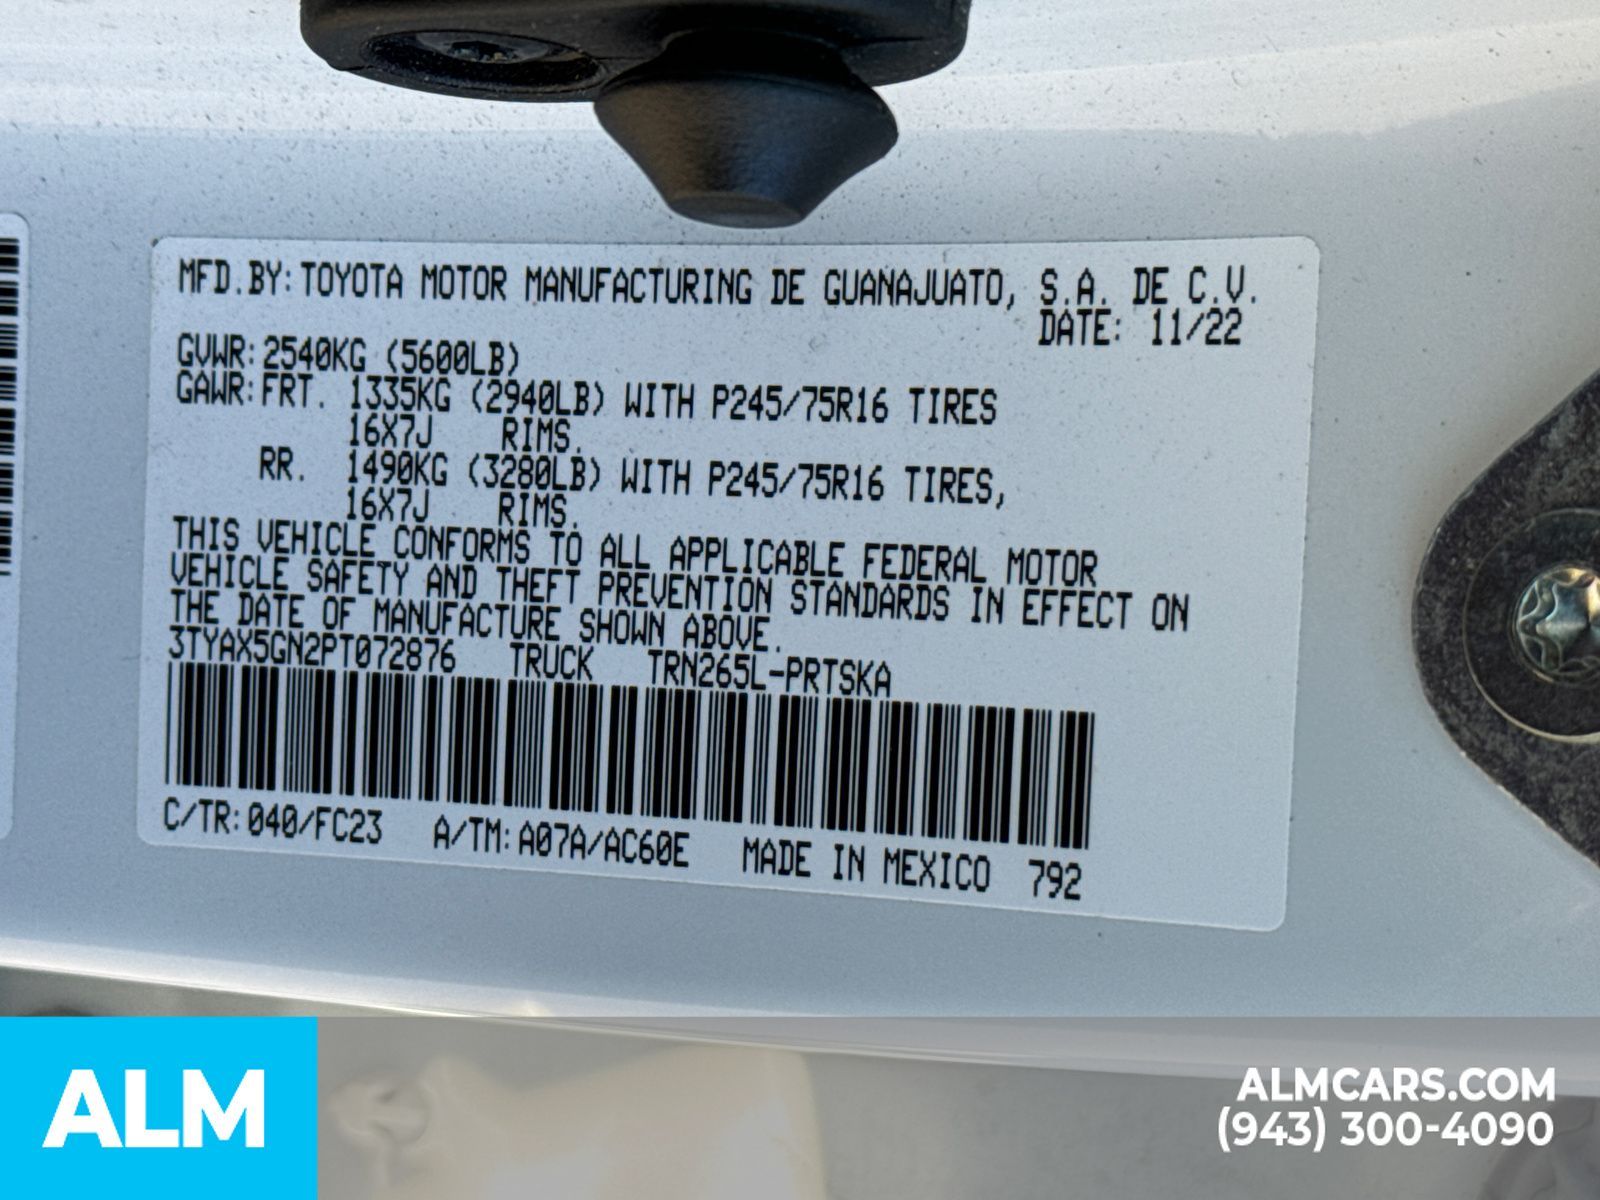 MFD.BY:TOYOTA MOTOR MANUFACTURING DE GUANAJUATO, S.A. DE C.V.
DATE: 11/22
GVWR:2540KG (5600LB)
GAWR:FRT. 1335KG (2940LB) WITH P245/75R16 TIRES
16X7J RIMS.
RR. 1490KG (3280LB) WITH P245/75R16 TIRES,
16X7J RIMS.
THIS VEHICLE CONFORMS TO ALL APPLICABLE FEDERAL MOTOR
VEHICLE SAFETY AND THEFT PREVENTION STANDARDS IN EFFECT ON
THE DATE OF MANUFACTURE SHOWN ABOVE.
3TYAX5GN2PT072876 TRUCK TRN265L-PRTSKA
C/TR:040/FC23 A/TM:A07A/AC60E MADE IN MEXICO 792
ALM
ALMCARS.COM
(943) 300-4090